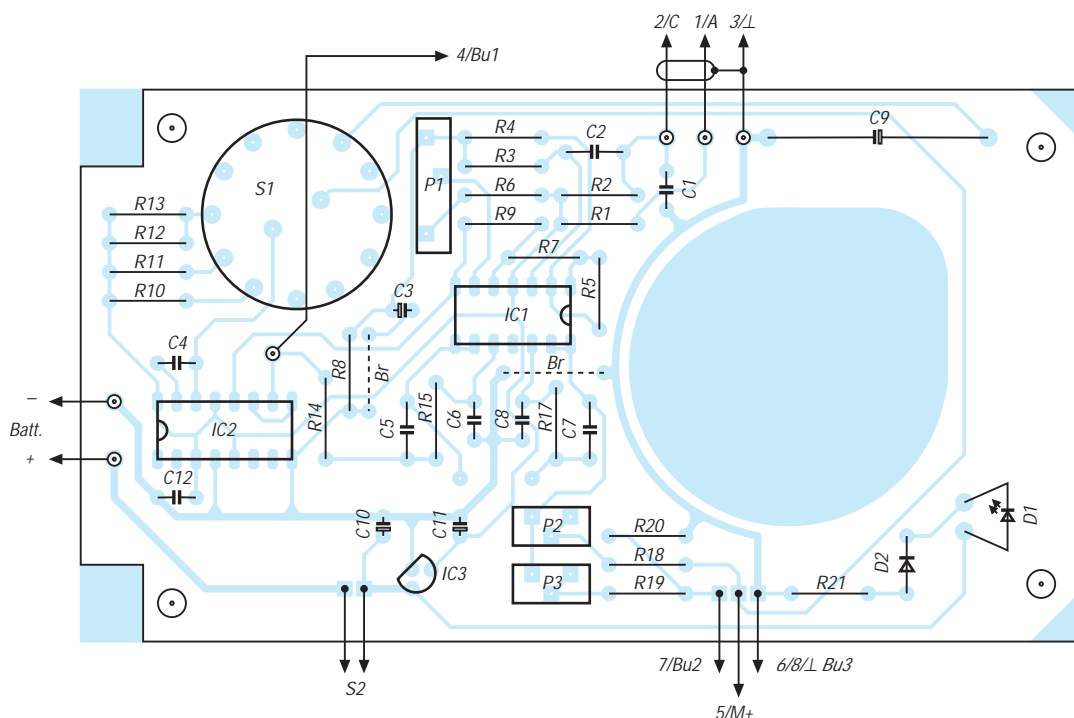 2/C 1/A 3/⊥
4/Bu1
C9
C2
R4
R3
P1
R6 R2
C1
R9 R1
S1
R13
R12
R11
R10
R7
R5
C3
IC1
C4
R8
Br
Br
−
Batt.
+
IC2
R14
C5
R15
C6
C8
R17
C7
C12
C10
C11
P2
R20
R18
IC3
P3
R19
R21
D2
D1
S2
7/Bu2
6/8/⊥ Bu3
5/M+